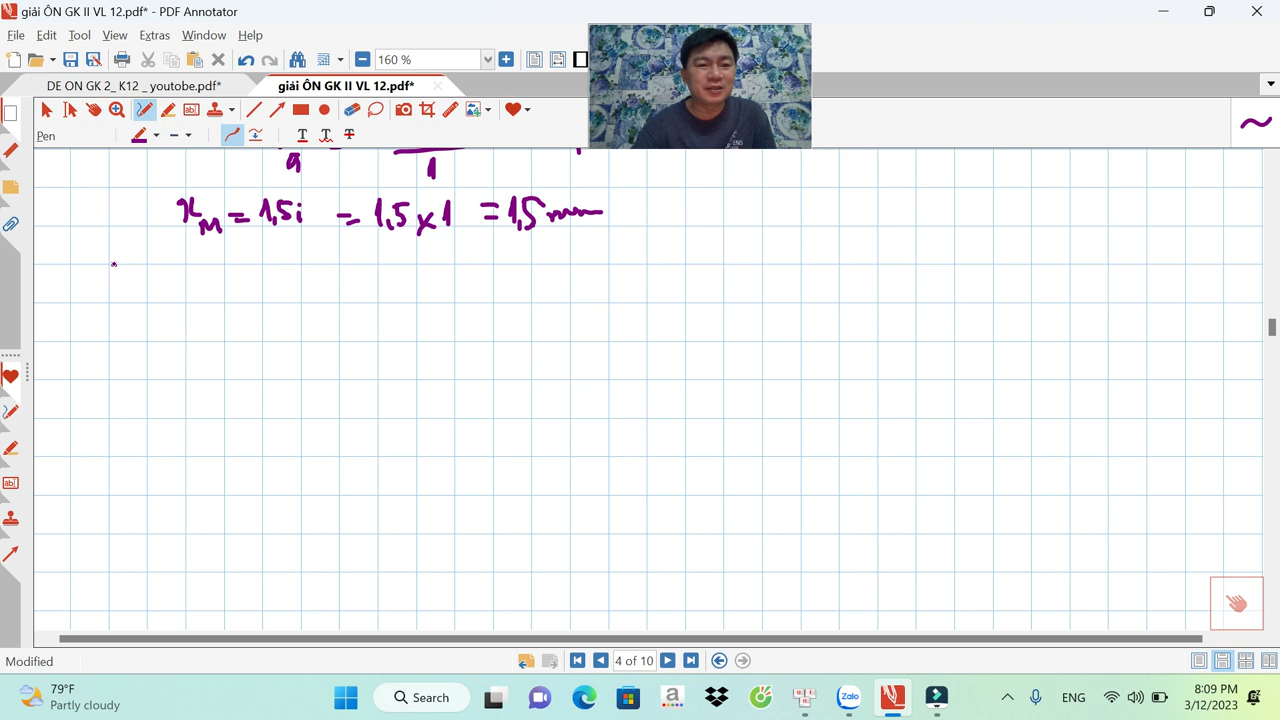 giải ÔN GK II VL 12.pdf* - PDF Annotator
File Edit Tool View Extras Window Help
160 %
DE ON GK 2_ K12 _ youtobe.pdf*
giải ÔN GK II VL 12.pdf*
Pen
a
1
x_M = 1,5i = 1,5 x 1 = 1,5 mm
Modified
4 of 10
79°F
Partly cloudy
Search
Zalo
ENG
8:09 PM
3/12/2023